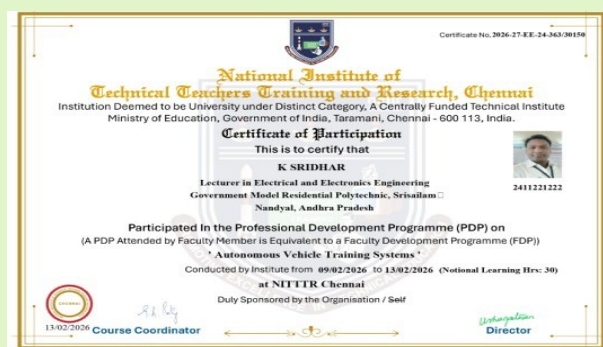 Certificate No. 2026-27-EE-24-363/30150
National Institute of
Technical Teachers Training and Research, Chennai
Institution Deemed to be University under Distinct Category, A Centrally Funded Technical Institute
Ministry of Education, Government of India, Taramani, Chennai - 600 113, India.
Certificate of Participation
This is to certify that
K SRIDHAR
Lecturer in Electrical and Electronics Engineering
Government Model Residential Polytechnic, Srisailam
Nandyal, Andhra Pradesh
2411221222
Participated In the Professional Development Programme (PDP) on
(A PDP Attended by Faculty Member is Equivalent to a Faculty Development Programme (FDP))
' Autonomous Vehicle Training Systems '
Conducted by Institute from 09/02/2026 to 13/02/2026 (Notional Learning Hrs: 30)
at NITTTR Chennai
Duly Sponsored by the Organisation / Self
CHENNAI
13/02/2026
Course Coordinator
Director